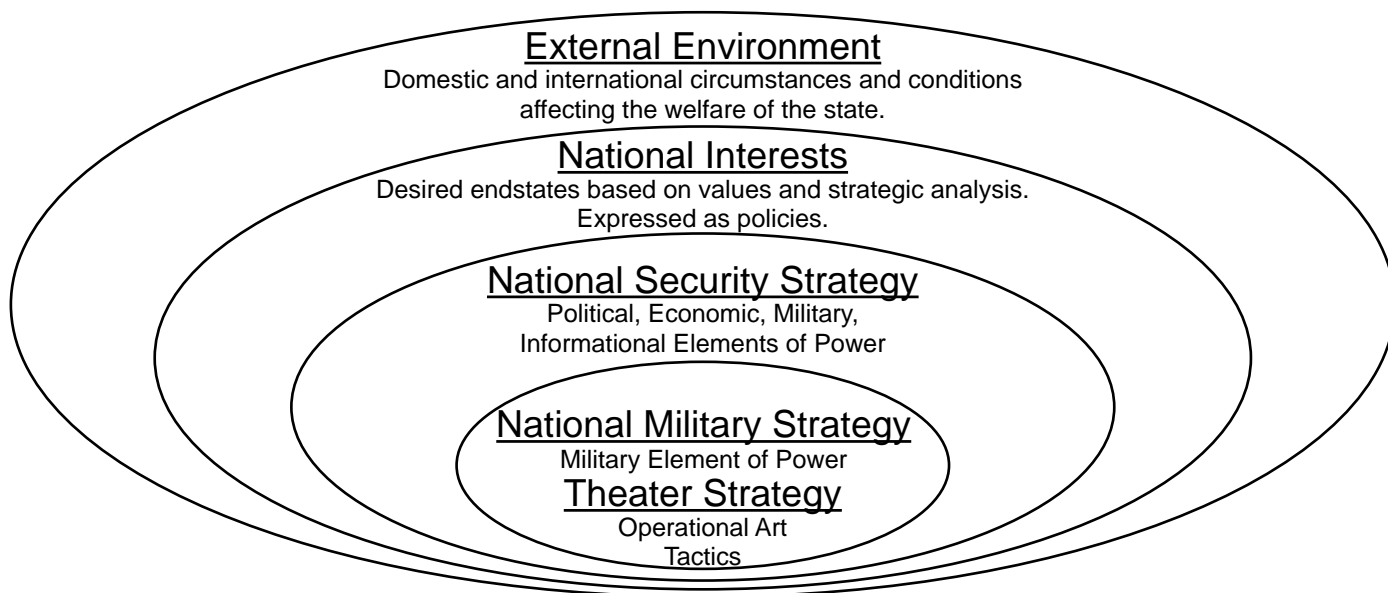 External Environment
Domestic and international circumstances and conditions
affecting the welfare of the state.
National Interests
Desired endstates based on values and strategic analysis.
Expressed as policies.
National Security Strategy
Political, Economic, Military,
Informational Elements of Power
National Military Strategy
Military Element of Power
Theater Strategy
Operational Art
Tactics